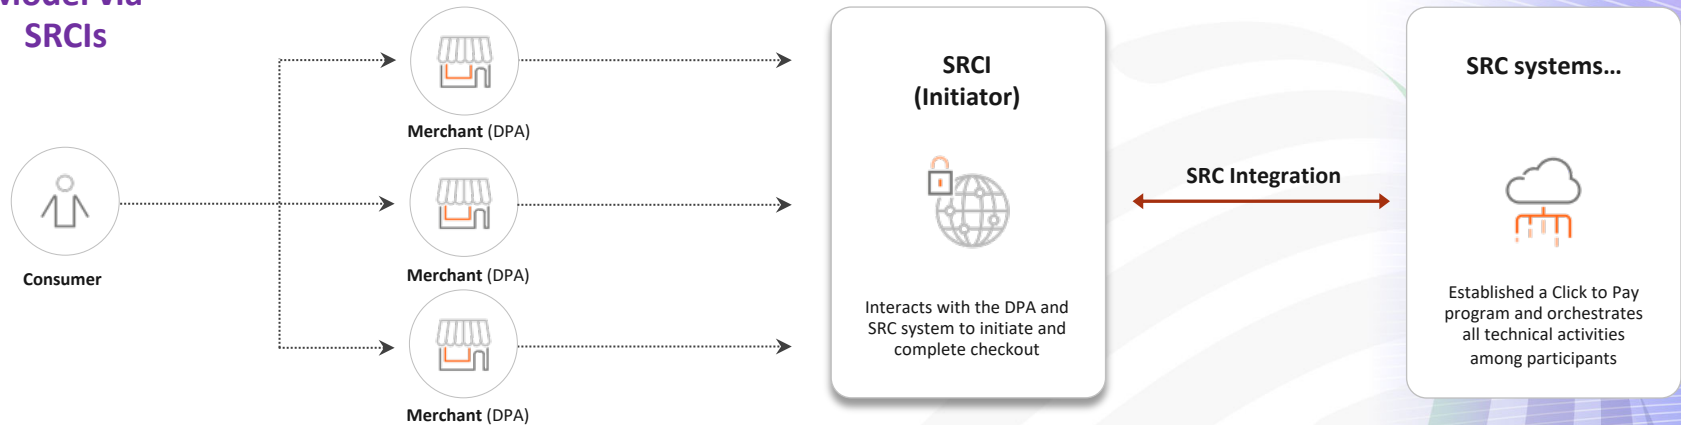 Model via
SRCIs
Consumer
Merchant (DPA)
Merchant (DPA)
Merchant (DPA)
SRCI
(Initiator)
Interacts with the DPA and
SRC system to initiate and
complete checkout
SRC Integration
SRC systems…
Established a Click to Pay
program and orchestrates
all technical activities
among participants